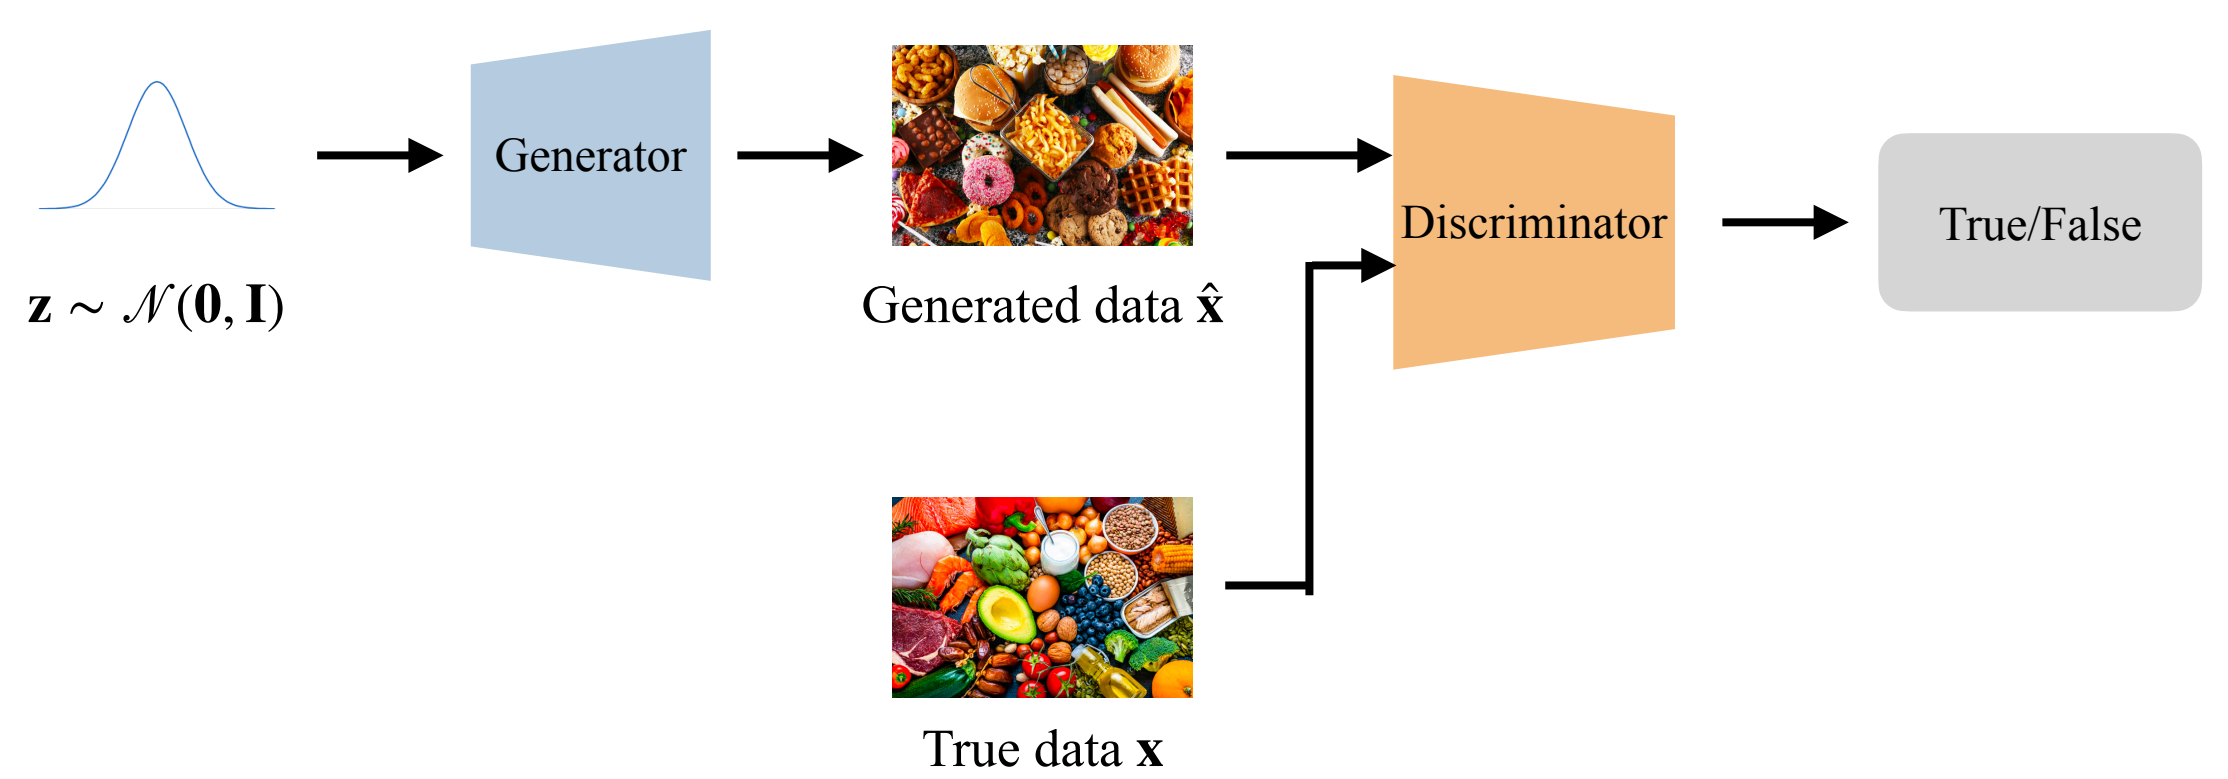 Generator
Discriminator
True/False
z ∼ 𝒩(0, I)
Generated data x̂
True data x